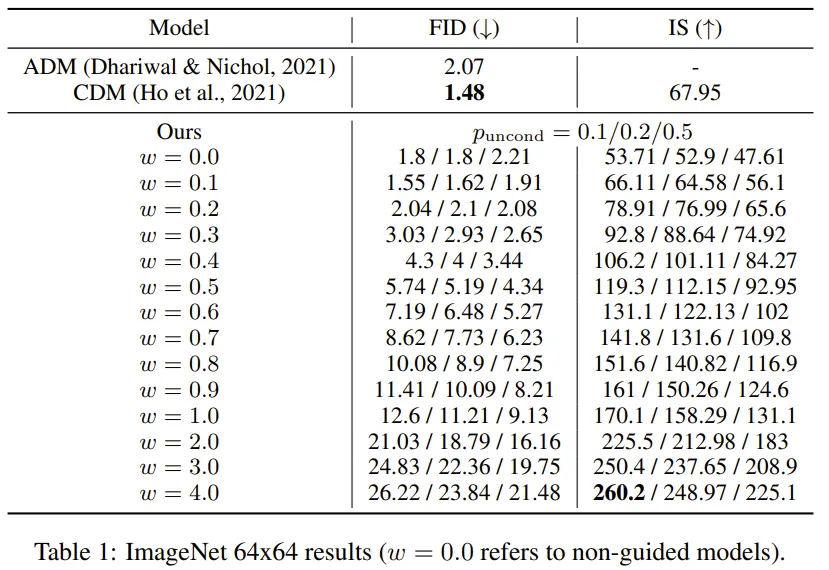 Model FID (↓) IS (↑)
ADM (Dhariwal & Nichol, 2021) 2.07 -
CDM (Ho et al., 2021) 1.48 67.95
Ours p_uncond = 0.1/0.2/0.5
w = 0.0 1.8 / 1.8 / 2.21 53.71 / 52.9 / 47.61
w = 0.1 1.55 / 1.62 / 1.91 66.11 / 64.58 / 56.1
w = 0.2 2.04 / 2.1 / 2.08 78.91 / 76.99 / 65.6
w = 0.3 3.03 / 2.93 / 2.65 92.8 / 88.64 / 74.92
w = 0.4 4.3 / 4 / 3.44 106.2 / 101.11 / 84.27
w = 0.5 5.74 / 5.19 / 4.34 119.3 / 112.15 / 92.95
w = 0.6 7.19 / 6.48 / 5.27 131.1 / 122.13 / 102
w = 0.7 8.62 / 7.73 / 6.23 141.8 / 131.6 / 109.8
w = 0.8 10.08 / 8.9 / 7.25 151.6 / 140.82 / 116.9
w = 0.9 11.41 / 10.09 / 8.21 161 / 150.26 / 124.6
w = 1.0 12.6 / 11.21 / 9.13 170.1 / 158.29 / 131.1
w = 2.0 21.03 / 18.79 / 16.16 225.5 / 212.98 / 183
w = 3.0 24.83 / 22.36 / 19.75 250.4 / 237.65 / 208.9
w = 4.0 26.22 / 23.84 / 21.48 260.2 / 248.97 / 225.1
Table 1: ImageNet 64x64 results (w = 0.0 refers to non-guided models).